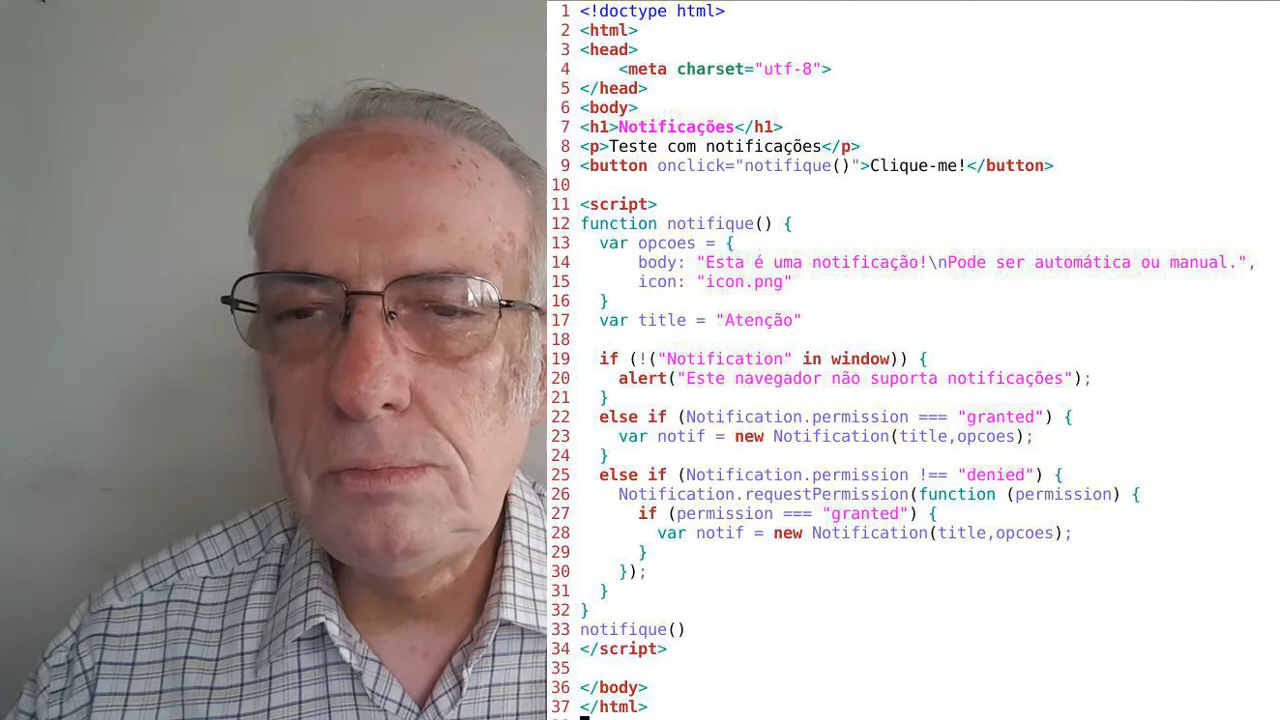 1 <!doctype html>
2 <html>
3 <head>
4     <meta charset="utf-8">
5 </head>
6 <body>
7 <h1>Notificações</h1>
8 <p>Teste com notificações</p>
9 <button onclick="notifique()">Clique-me!</button>
10
11 <script>
12 function notifique() {
13   var opcoes = {
14       body: "Esta é uma notificação!\nPode ser automática ou manual.",
15       icon: "icon.png"
16   }
17   var title = "Atenção"
18
19   if (!("Notification" in window)) {
20     alert("Este navegador não suporta notificações");
21   }
22   else if (Notification.permission === "granted") {
23     var notif = new Notification(title,opcoes);
24   }
25   else if (Notification.permission !== "denied") {
26     Notification.requestPermission(function (permission) {
27       if (permission === "granted") {
28         var notif = new Notification(title,opcoes);
29       }
30     });
31   }
32 }
33 notifique()
34 </script>
35
36 </body>
37 </html>